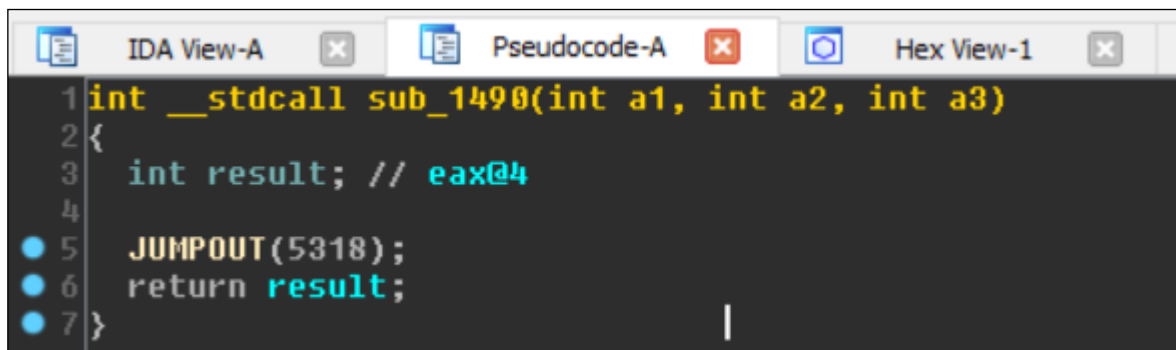 IDA View-A Pseudocode-A Hex View-1
1 int __stdcall sub_1490(int a1, int a2, int a3)
2 {
3 int result; // eax@4
4
5 JUMPOUT(5318);
6 return result;
7 }